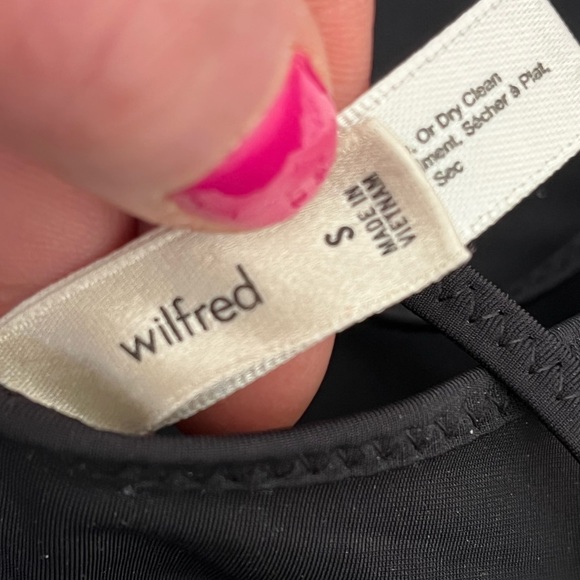 wilfred
S
MADE IN
VIETNAM
. Or Dry Clean
ment. Sécher à Plat.
Sec